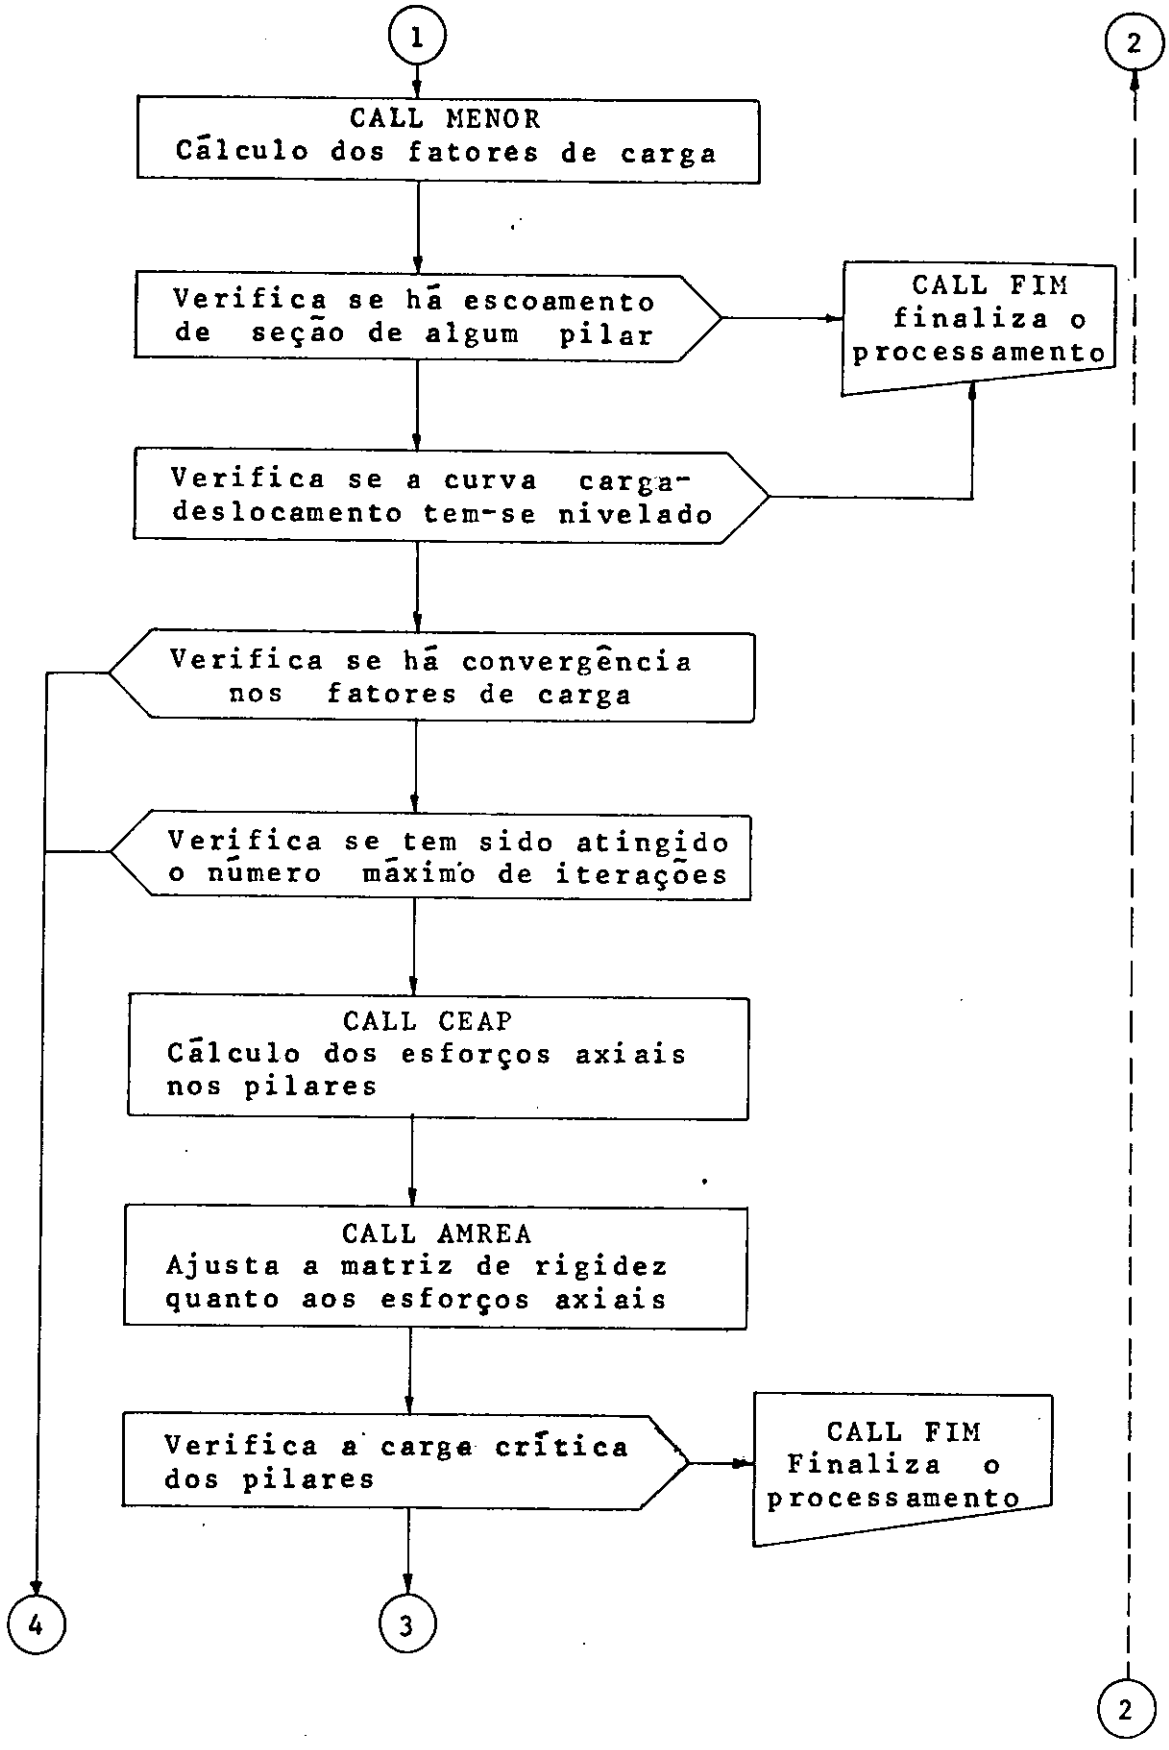 1
2
CALL MENOR
Cálculo dos fatores de carga
Verifica se há escoamento
de seção de algum pilar
CALL FIM
finaliza o
processamento
Verifica se a curva carga-
deslocamento tem-se nivelado
Verifica se há convergência
nos fatores de carga
Verifica se tem sido atingido
o número máximo de iterações
CALL CEAP
Cálculo dos esforços axiais
nos pilares
CALL AMREA
Ajusta a matriz de rigidez
quanto aos esforços axiais
Verifica a carga crítica
dos pilares
CALL FIM
Finaliza o
processamento
4
3
2